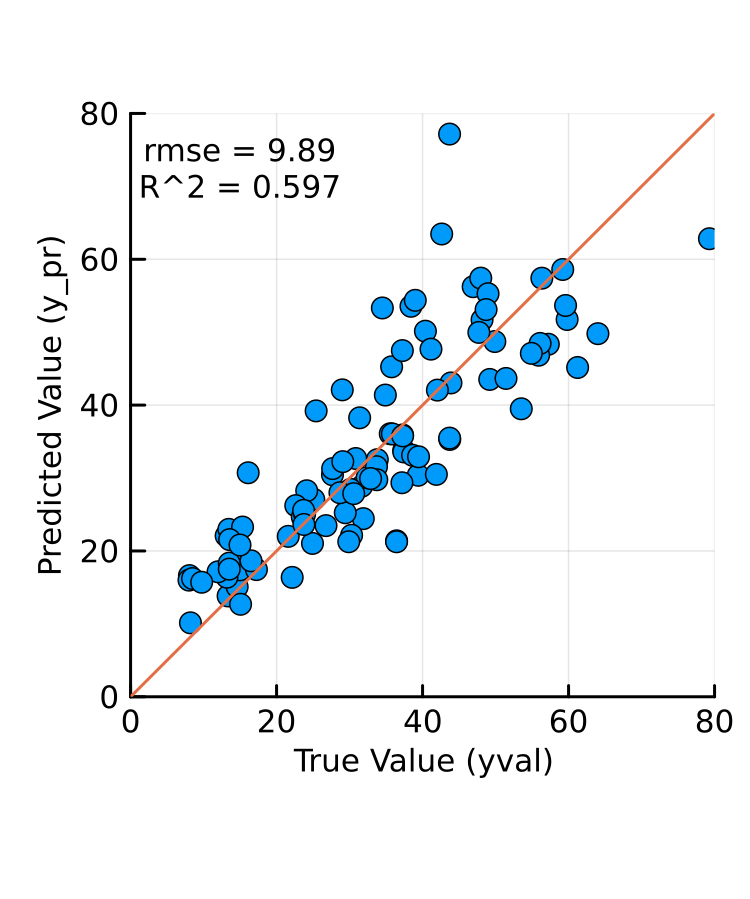 80
rmse = 9.89
R^2 = 0.597
60
40
20
0
Predicted Value (y_pr)
0 20 40 60 80
True Value (yval)